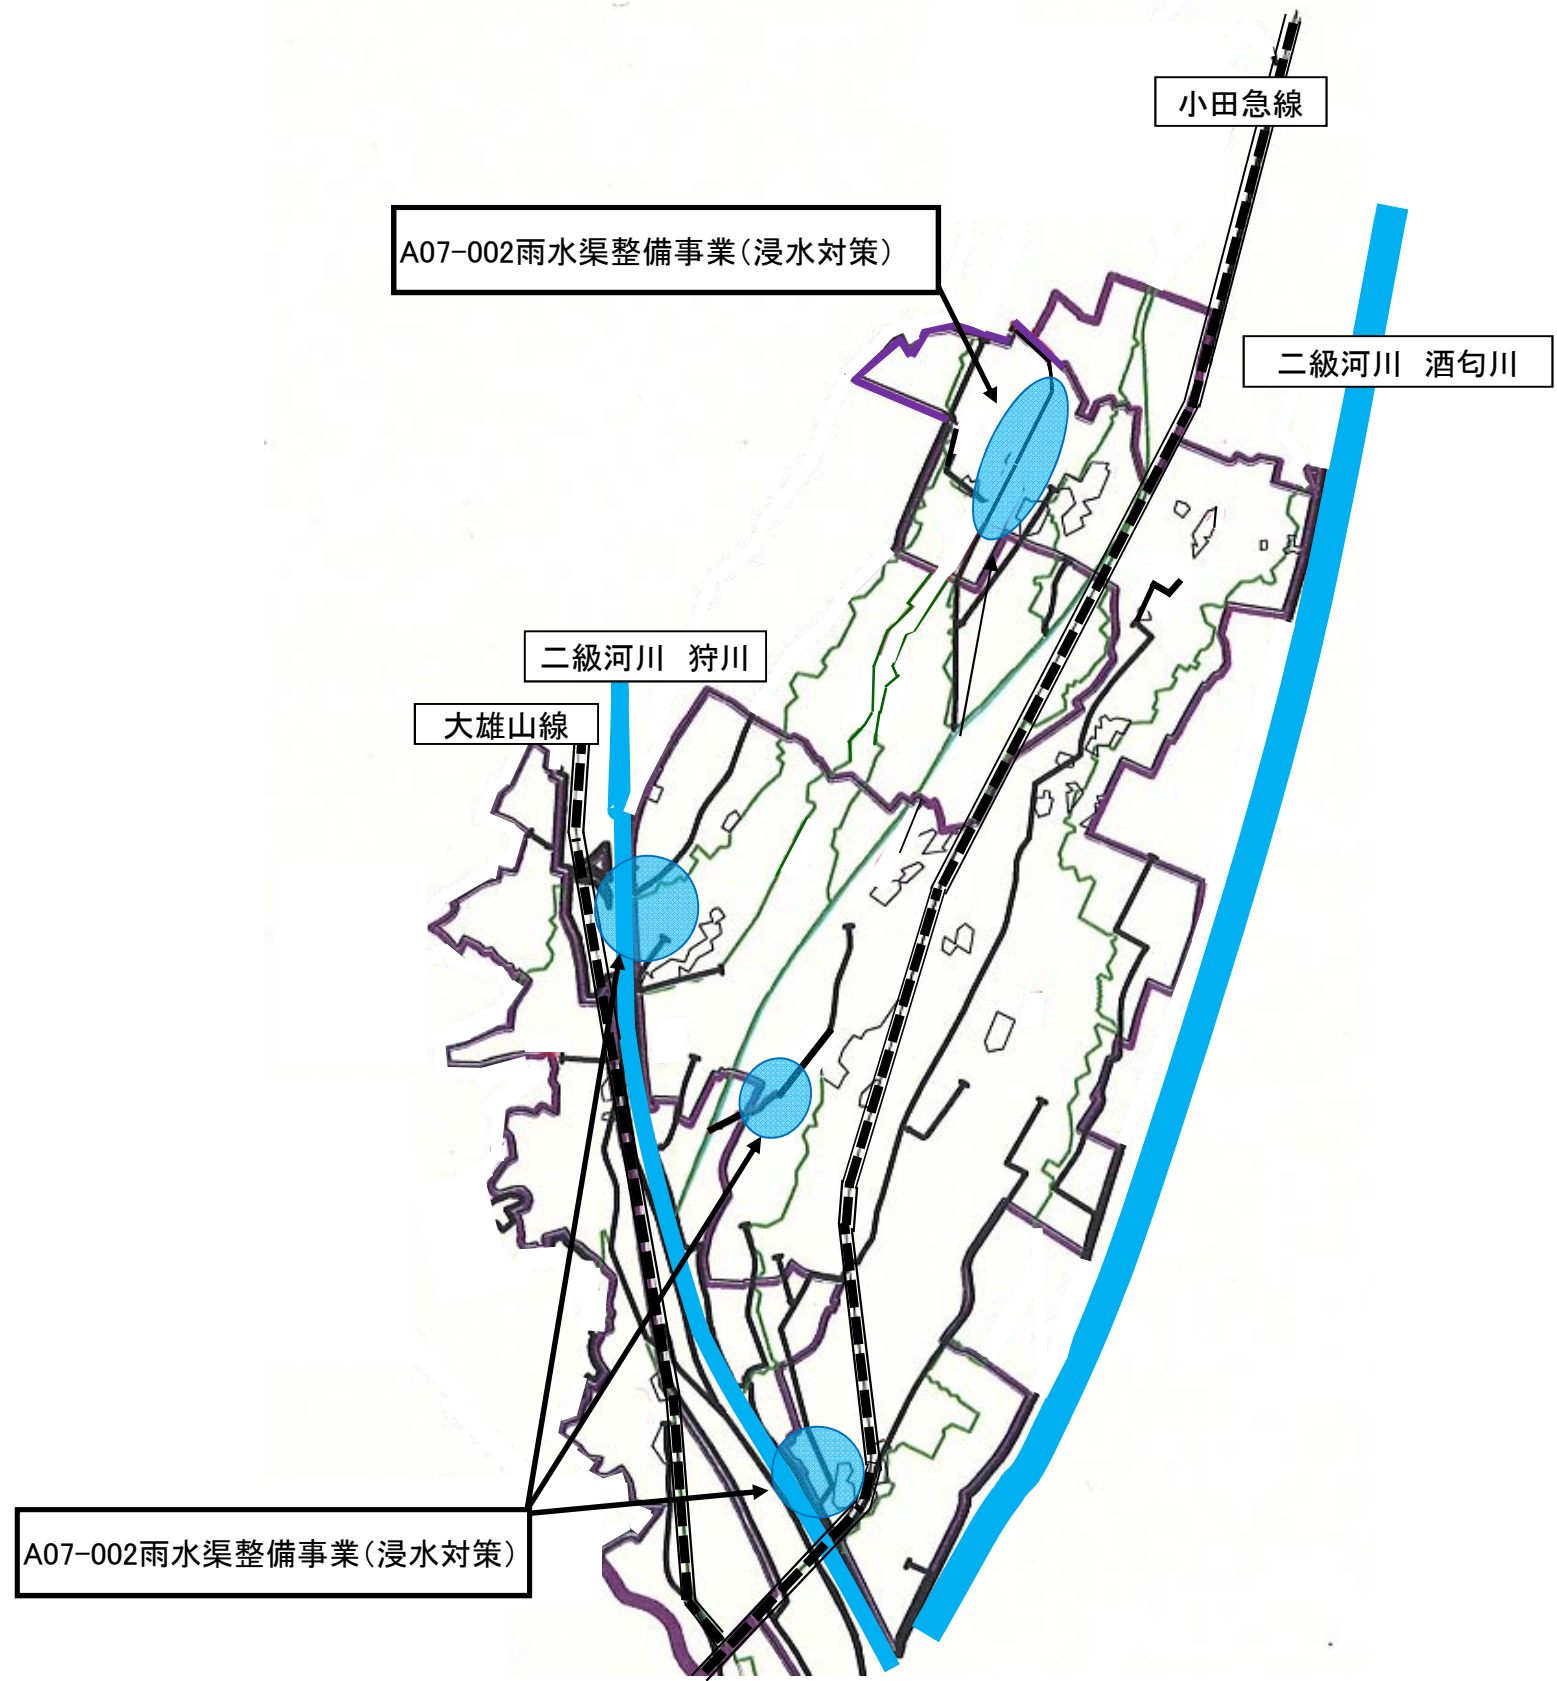 小田急線
A07-002雨水渠整備事業（浸水対策）
二級河川　酒匂川
二級河川　狩川
大雄山線
A07-002雨水渠整備事業（浸水対策）